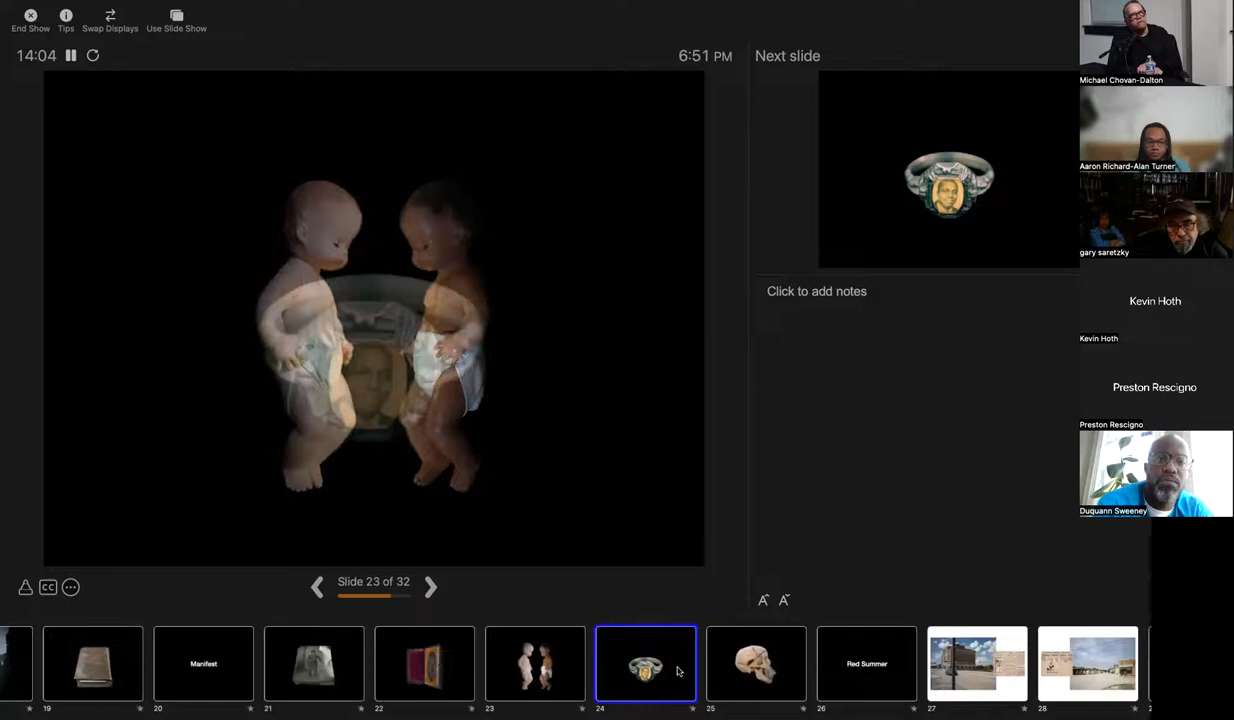 End Show
Tips
Swap Displays
Use Slide Show
14:04
6:51 PM
Next slide
Click to add notes
Slide 23 of 32
CC
A
A
Manifest
Red Summer
19
20
21
22
23
24
25
26
27
28
Michael Chovan-Dalton
Aaron Richard-Alan Turner
gary saretzky
Kevin Hoth
Kevin Hoth
Preston Rescigno
Preston Rescigno
Duquann Sweeney